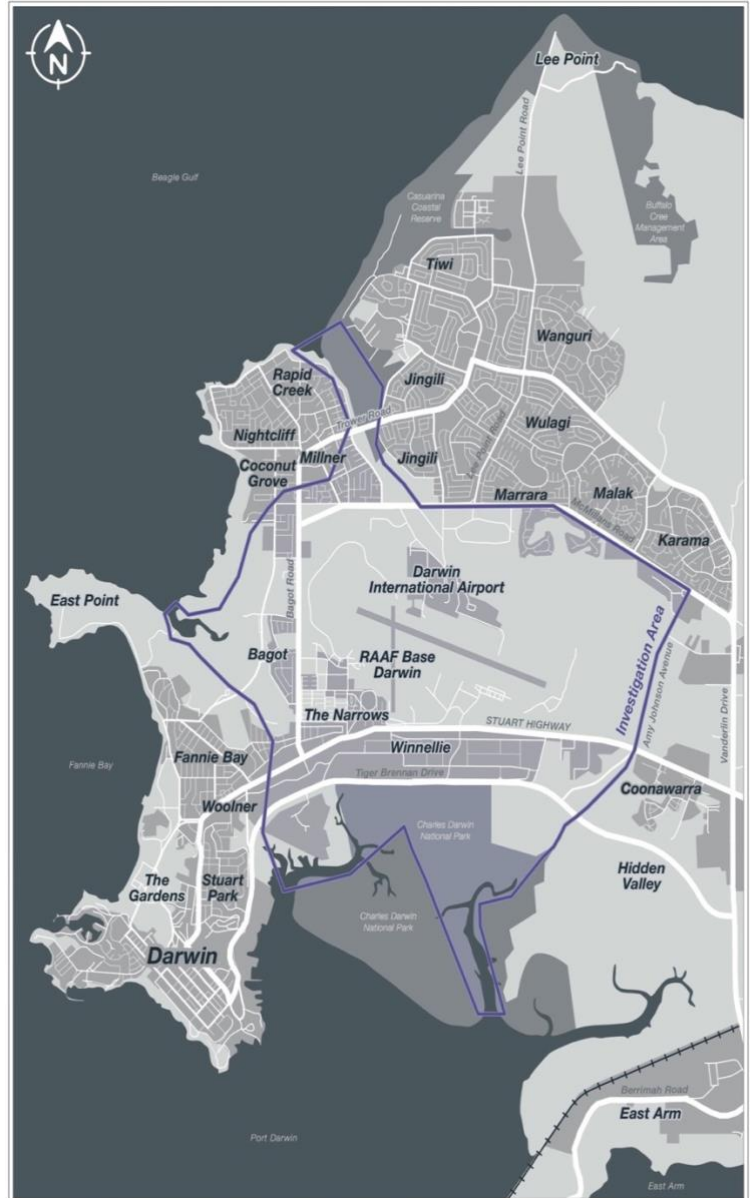 N
Lee Point
Lee Point Road
Beagle Gulf
Casuarina
Coastal
Reserve
Buffalo
Cree
Management
Area
Tiwi
Wanguri
Rapid
Creek
Jingili
Trower Road
Nightcliff
Wulagi
Lee Point Road
Coconut
Grove
Millner
Jingili
Marrara
Malak
McMillans Road
Karama
Darwin
International Airport
East Point
Bagot Road
Investigation Area
Amy Johnson Avenue
Vanderlin Drive
Bagot
RAAF Base
Darwin
The Narrows
STUART HIGHWAY
Winnellie
Fannie Bay
Fannie Bay
Tiger Brennan Drive
Coonawarra
Woolner
Charles Darwin
National Park
Hidden
Valley
The
Gardens
Stuart
Park
Charles Darwin
National Park
Darwin
Berrimah Road
East Arm
Port Darwin
East Arm